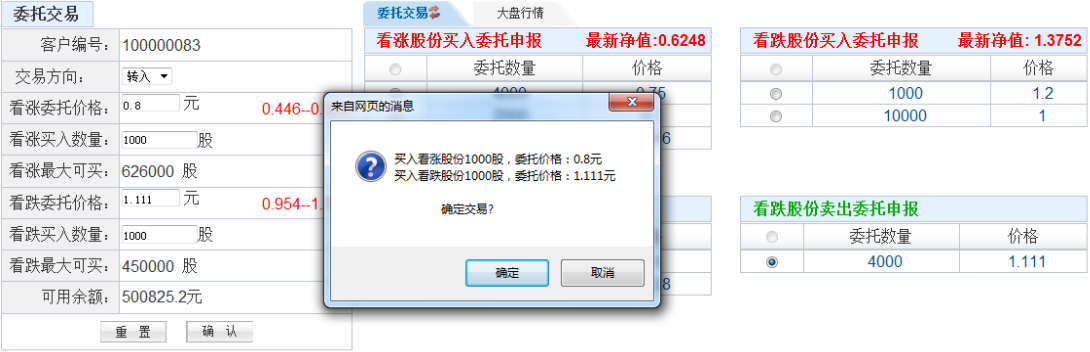 委托交易
客户编号：100000083
交易方向：转入
看涨委托价格：0.8 元 0.446--0.
看涨买入数量：1000 股
看涨最大可买：626000 股
看跌委托价格：1.111 元 0.954--1.
看跌买入数量：1000 股
看跌最大可买：450000 股
可用余额：500825.2元
重 置 确 认
委托交易 大盘行情
看涨股份买入委托申报 最新净值:0.6248
委托数量 价格
来自网页的消息
买入看涨股份1000股，委托价格：0.8元
买入看跌股份1000股，委托价格：1.111元
确定交易?
确定 取消
看跌股份买入委托申报 最新净值: 1.3752
委托数量 价格
1000 1.2
10000 1
看跌股份卖出委托申报
委托数量 价格
4000 1.111